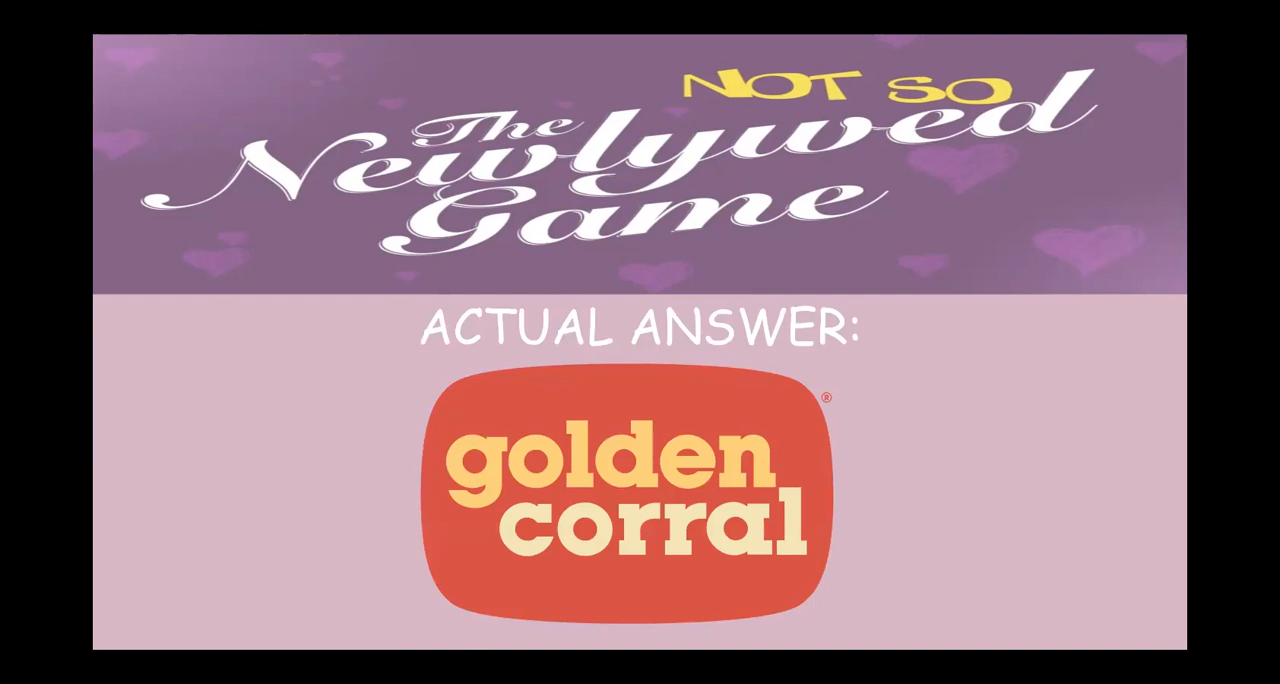 NOT SO
The
Newlywed
Game
ACTUAL ANSWER:
golden
corral
®